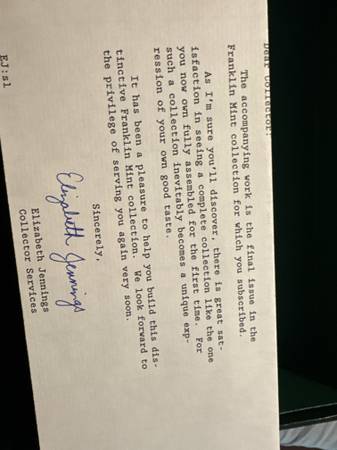 Dear Collector:
The accompanying work is the final issue in the
Franklin Mint collection for which you subscribed.
As I'm sure you'll discover, there is great sat-
isfaction in seeing a complete collection like the one
you now own fully assembled for the first time. For
such a collection inevitably becomes a unique exp-
ression of your own good taste.
It has been a pleasure to help you build this dis-
tinctive Franklin Mint collection. We look forward to
the privilege of serving you again very soon.
Sincerely,
Elizabeth Jennings
Elizabeth Jennings
Collector Services
EJ:sl